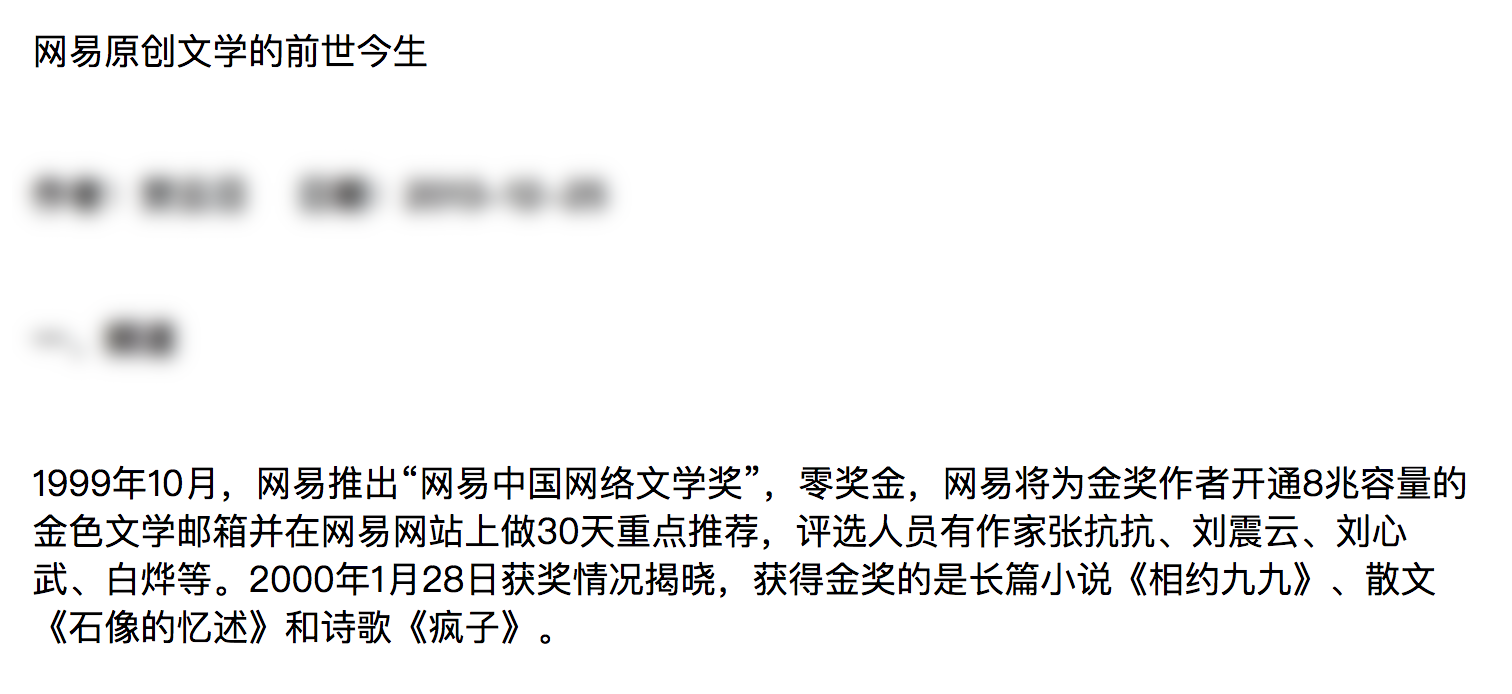 网易原创文学的前世今生
1999年10月，网易推出“网易中国网络文学奖”，零奖金，网易将为金奖作者开通8兆容量的
金色文学邮箱并在网易网站上做30天重点推荐，评选人员有作家张抗抗、刘震云、刘心
武、白烨等。2000年1月28日获奖情况揭晓，获得金奖的是长篇小说《相约九九》、散文
《石像的忆述》和诗歌《疯子》。